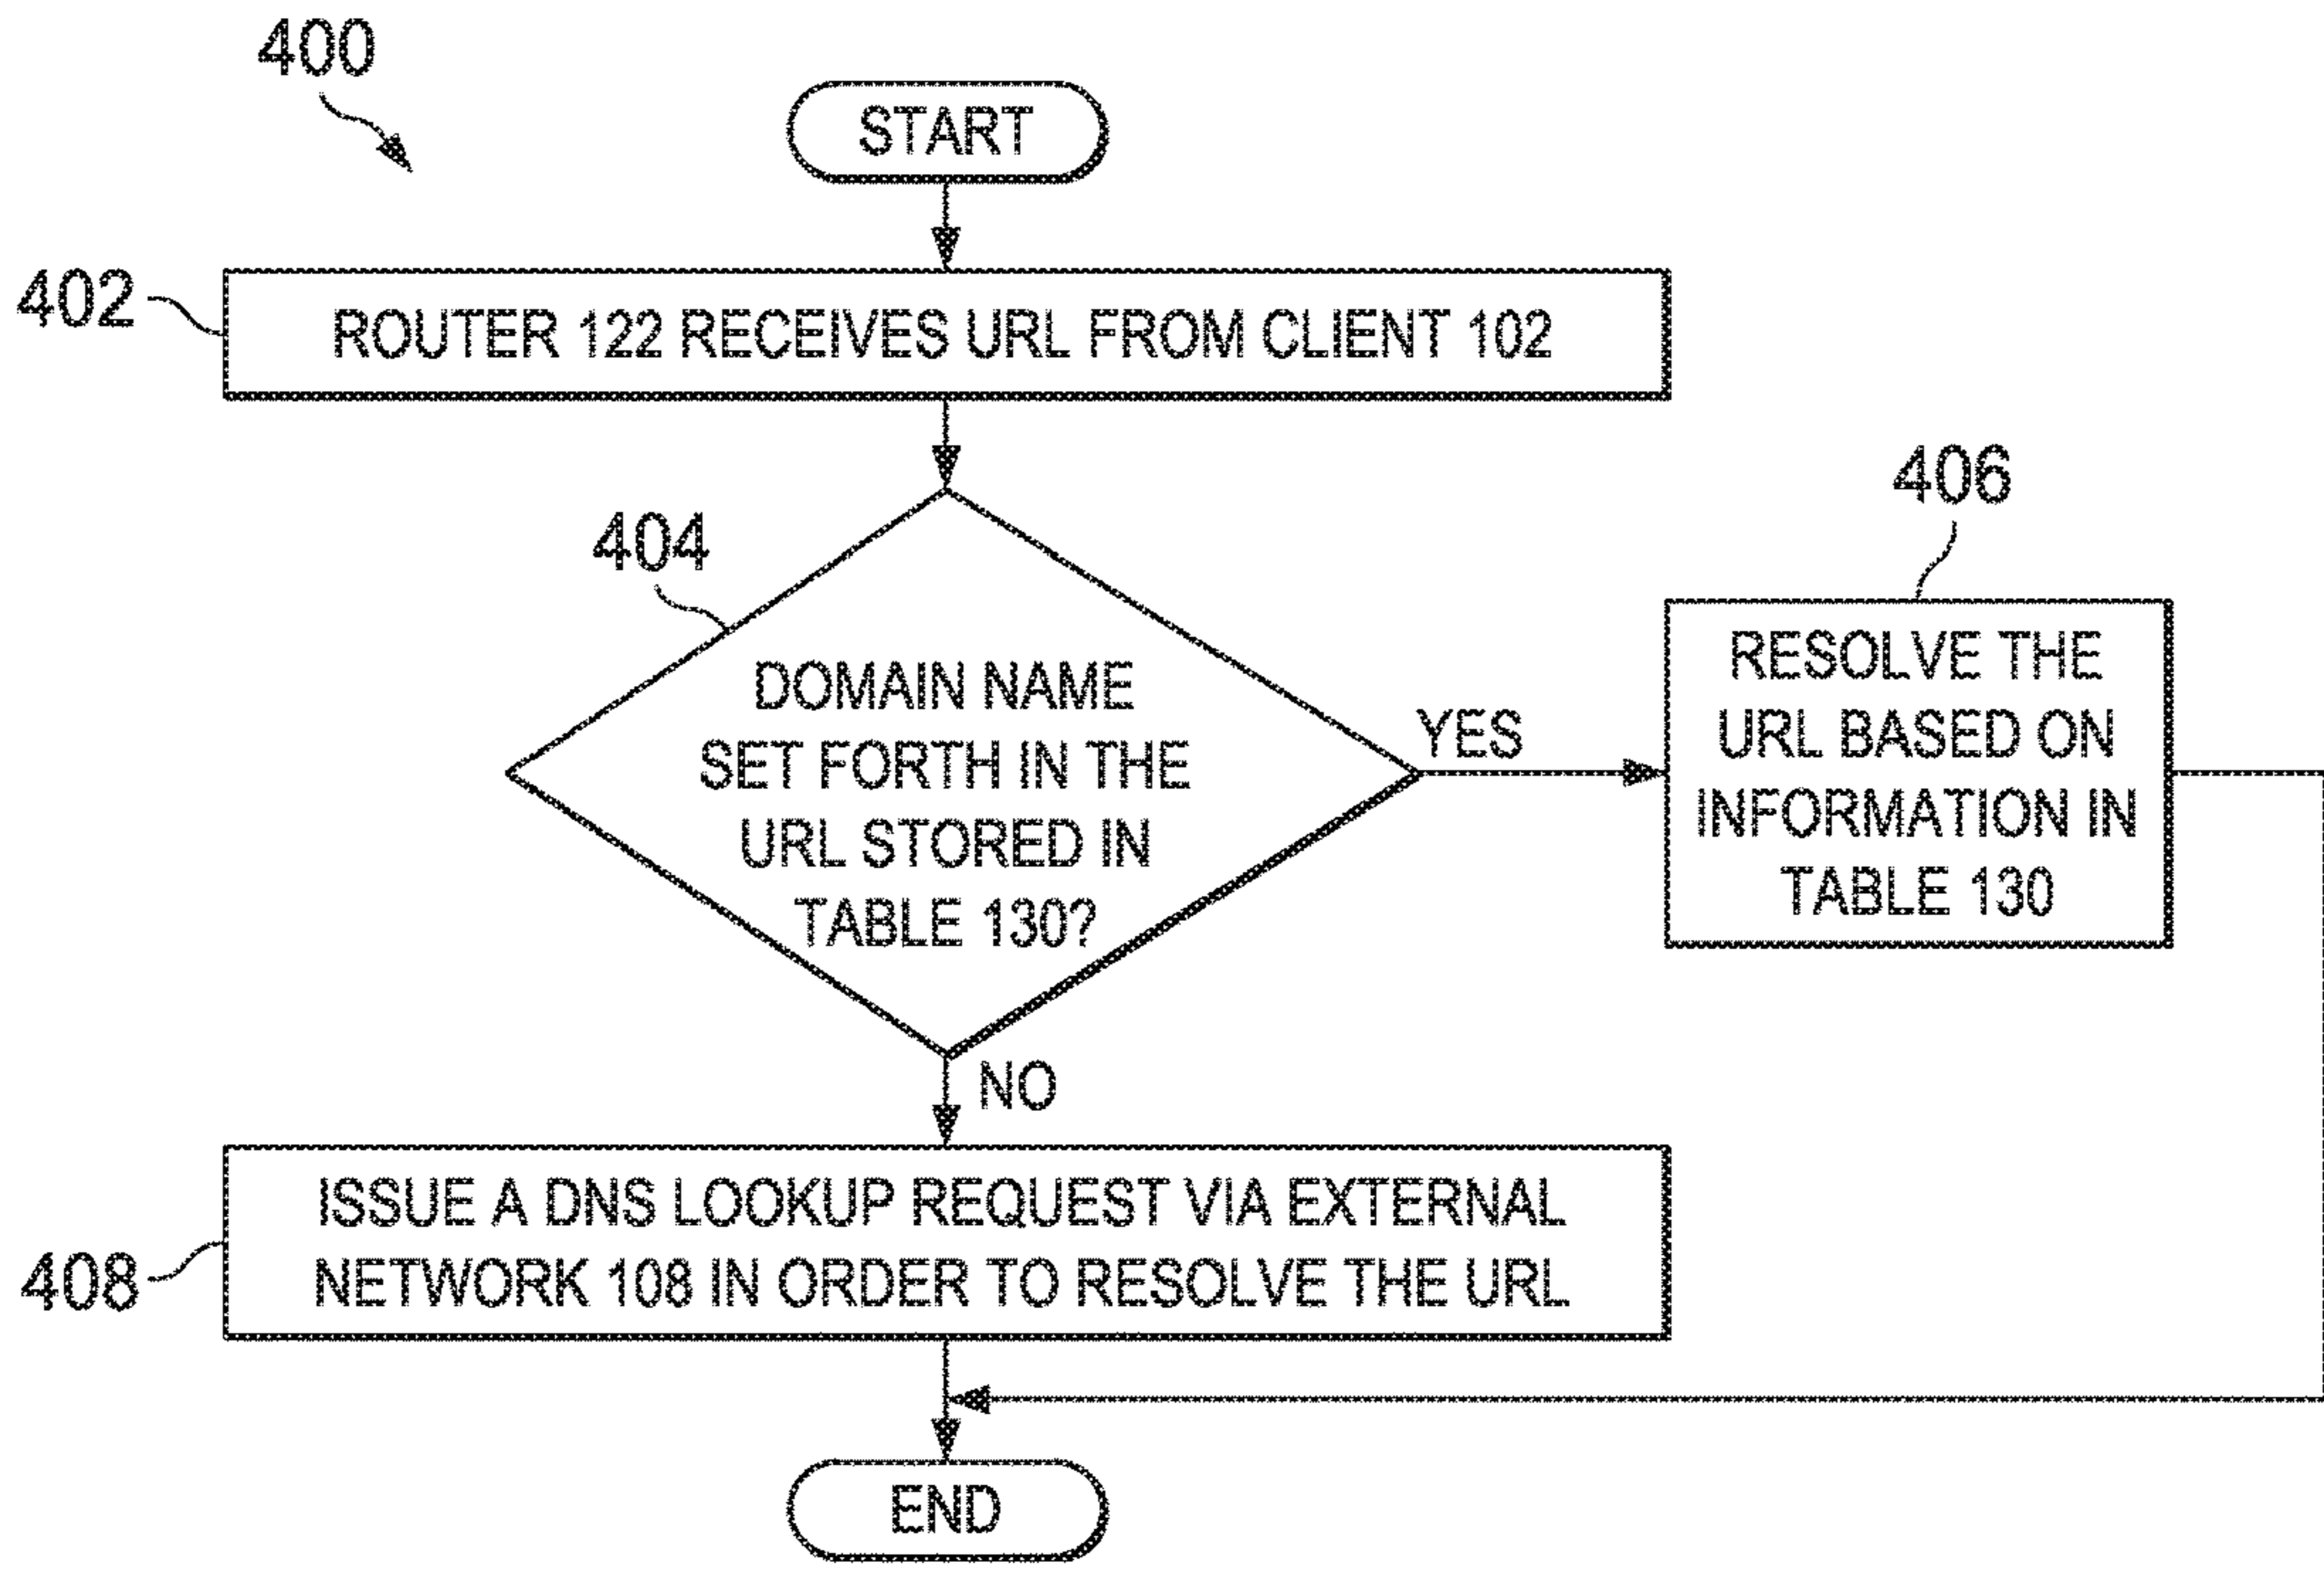 400
START
402
ROUTER 122 RECEIVES URL FROM CLIENT 102
404
DOMAIN NAME
SET FORTH IN THE
URL STORED IN
TABLE 130?
YES
406
RESOLVE THE
URL BASED ON
INFORMATION IN
TABLE 130
NO
408
ISSUE A DNS LOOKUP REQUEST VIA EXTERNAL
NETWORK 108 IN ORDER TO RESOLVE THE URL
END